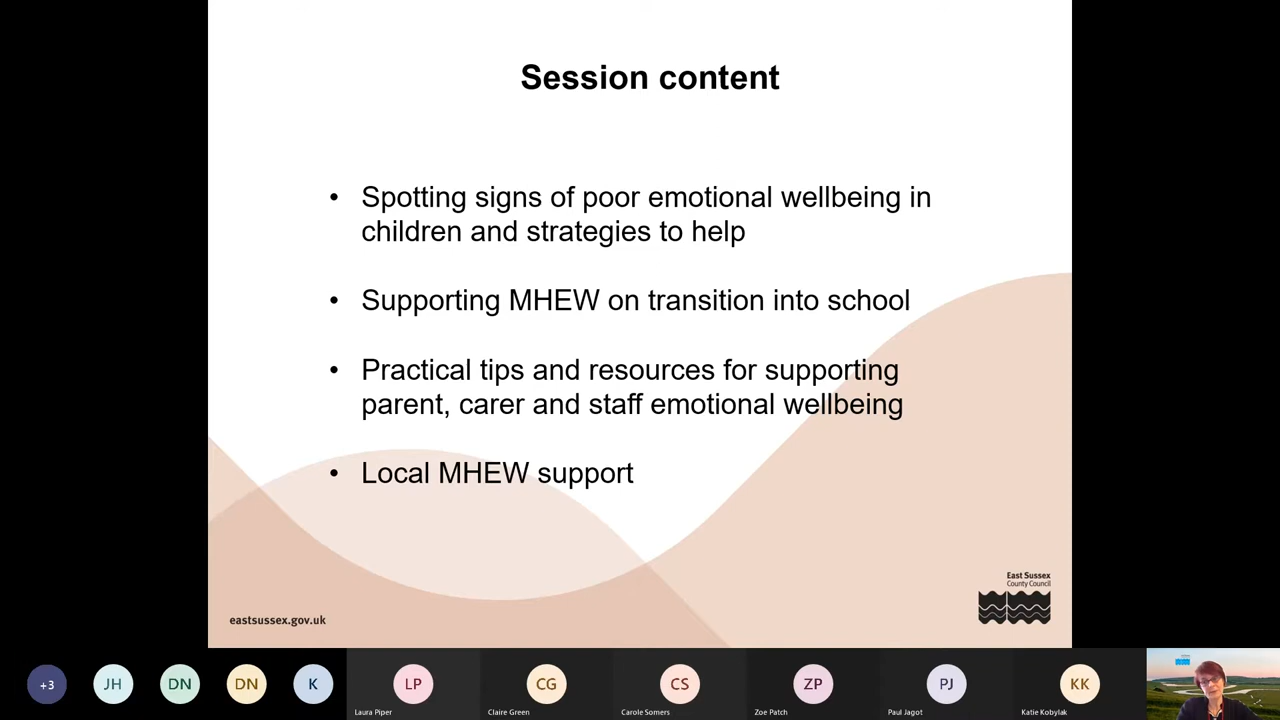 Session content
• Spotting signs of poor emotional wellbeing in
children and strategies to help
• Supporting MHEW on transition into school
• Practical tips and resources for supporting
parent, carer and staff emotional wellbeing
• Local MHEW support
East Sussex
County Council
eastsussex.gov.uk
+3
JH
DN
DN
K
LP
CG
CS
ZP
PJ
KK
Laura Piper
Claire Green
Carole Somers
Zoe Patch
Paul Jagot
Katie Kobylak